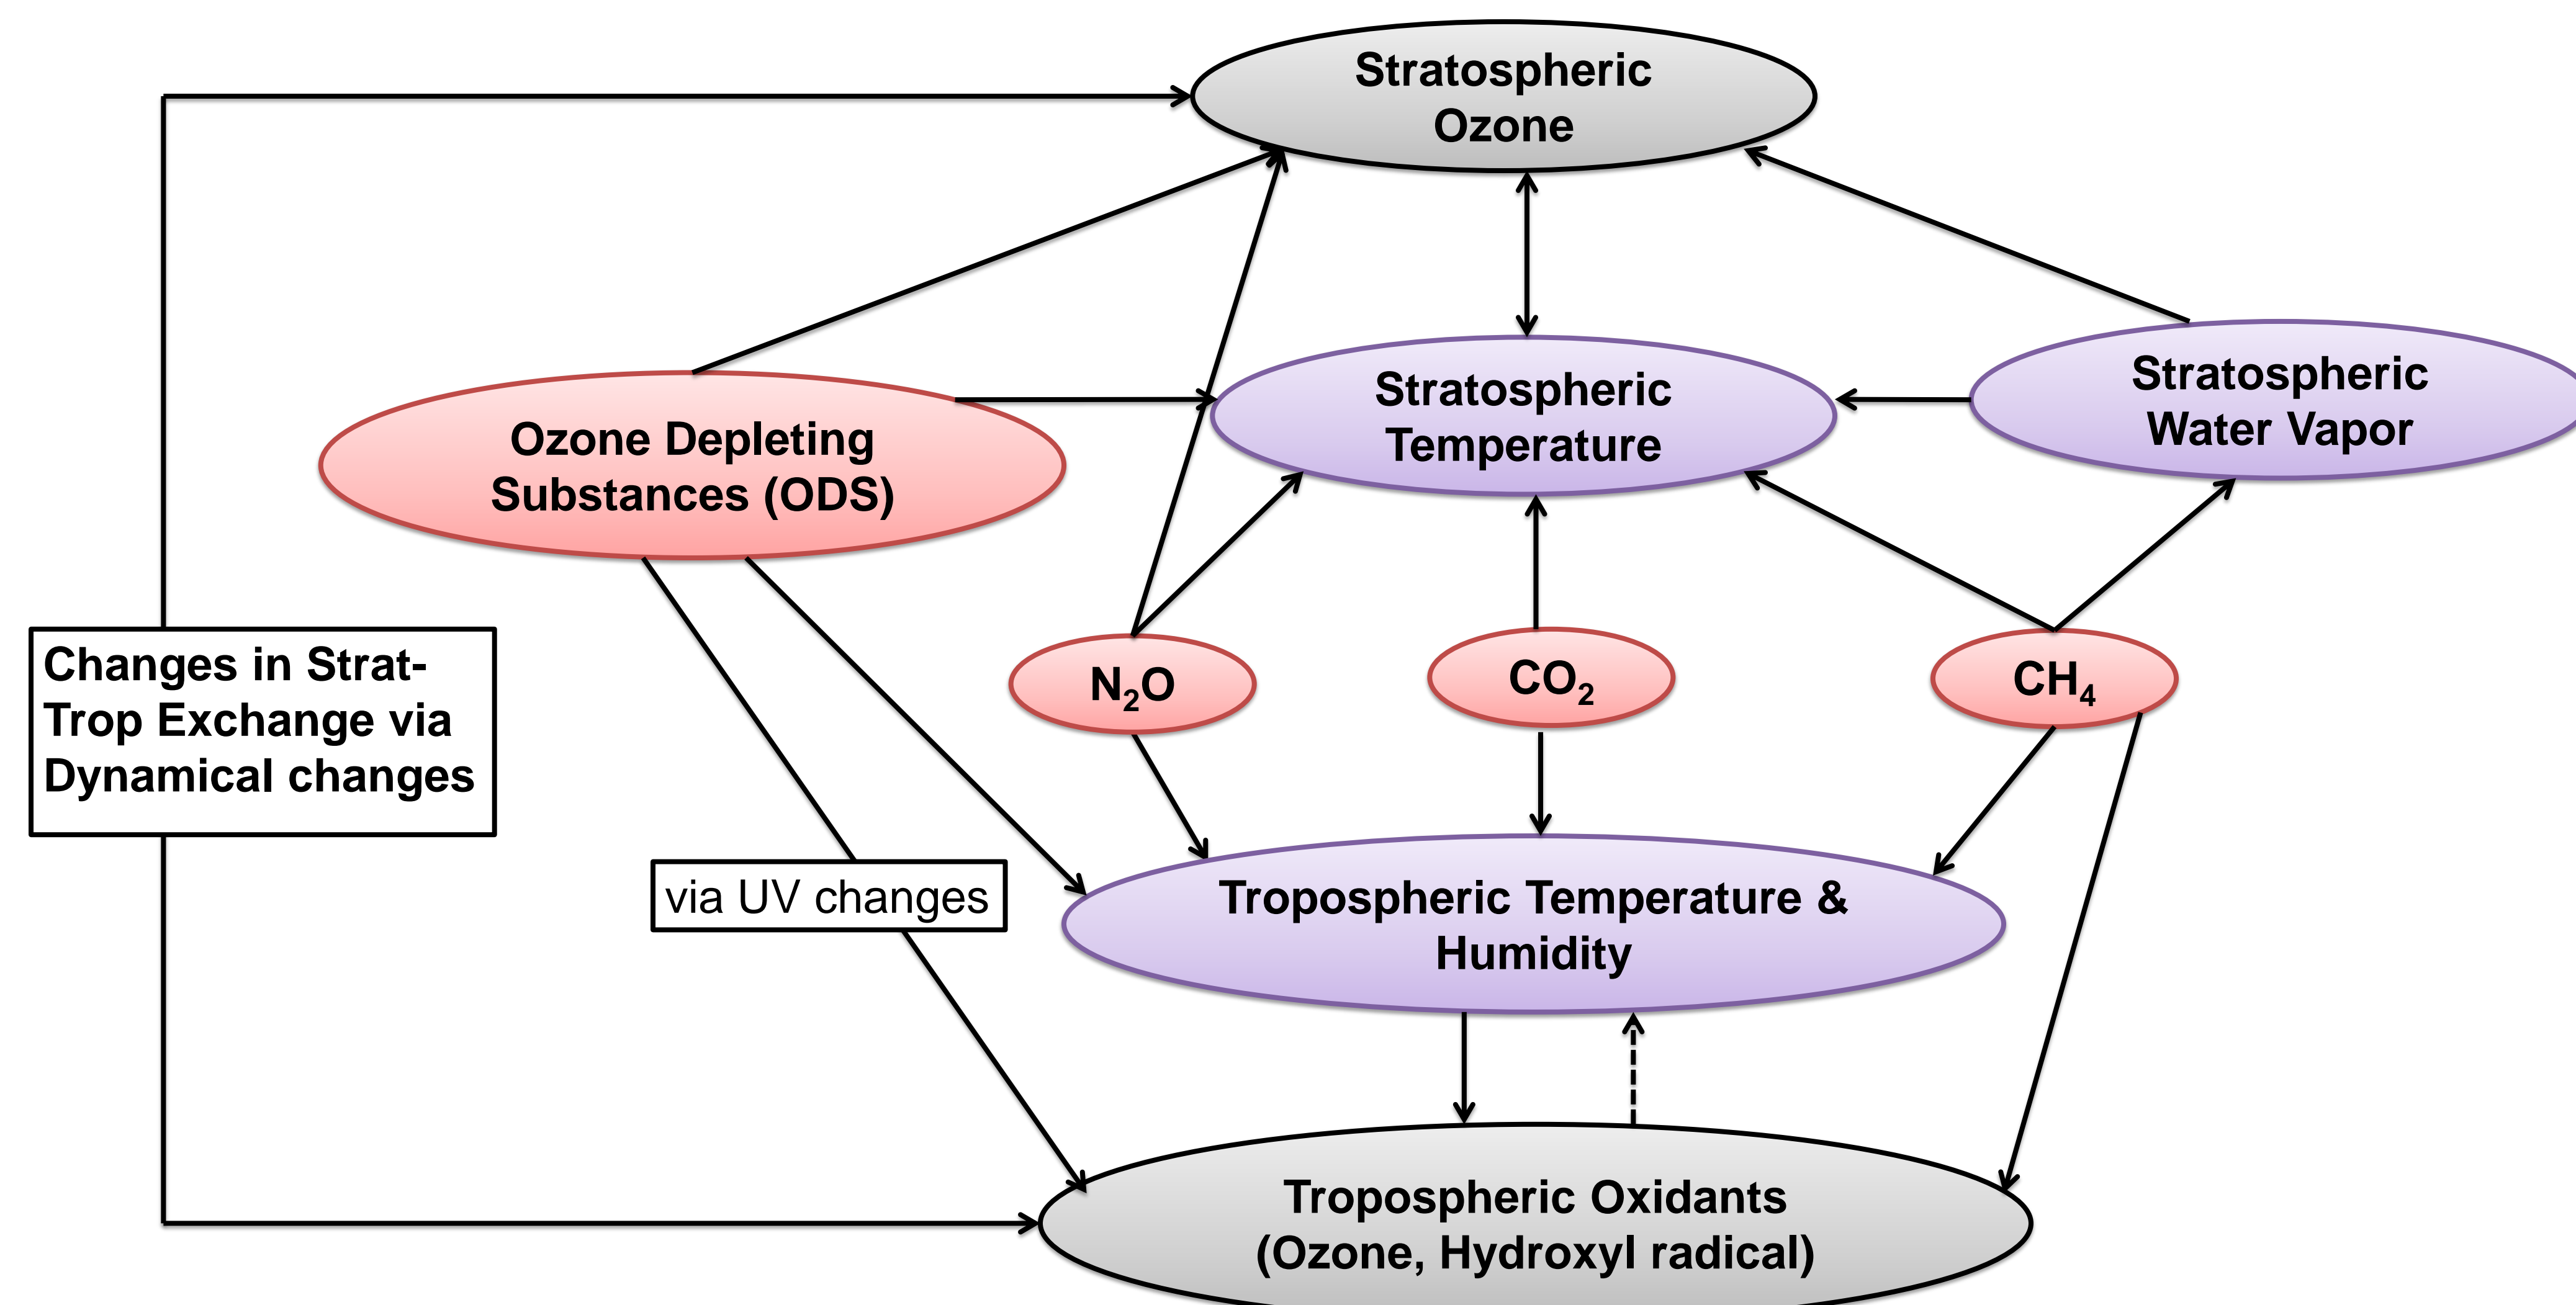 Stratospheric
Ozone
Stratospheric
Temperature
Stratospheric
Water Vapor
Ozone Depleting
Substances (ODS)
N₂O
CO₂
CH₄
Changes in Strat-
Trop Exchange via
Dynamical changes
via UV changes
Tropospheric Temperature &
Humidity
Tropospheric Oxidants
(Ozone, Hydroxyl radical)